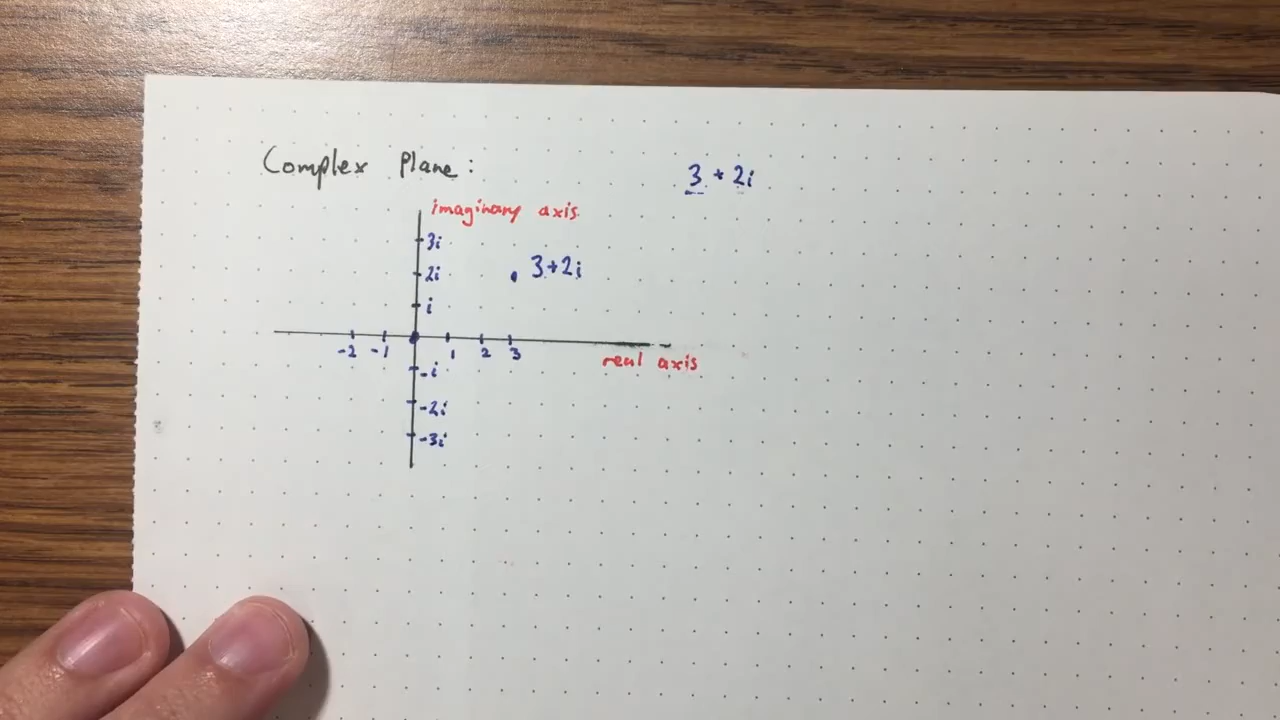 Complex Plane:
3 + 2i
imaginary axis
3i
2i
3+2i
i
-2 -1 1 2 3
real axis
-i
-2i
-3i